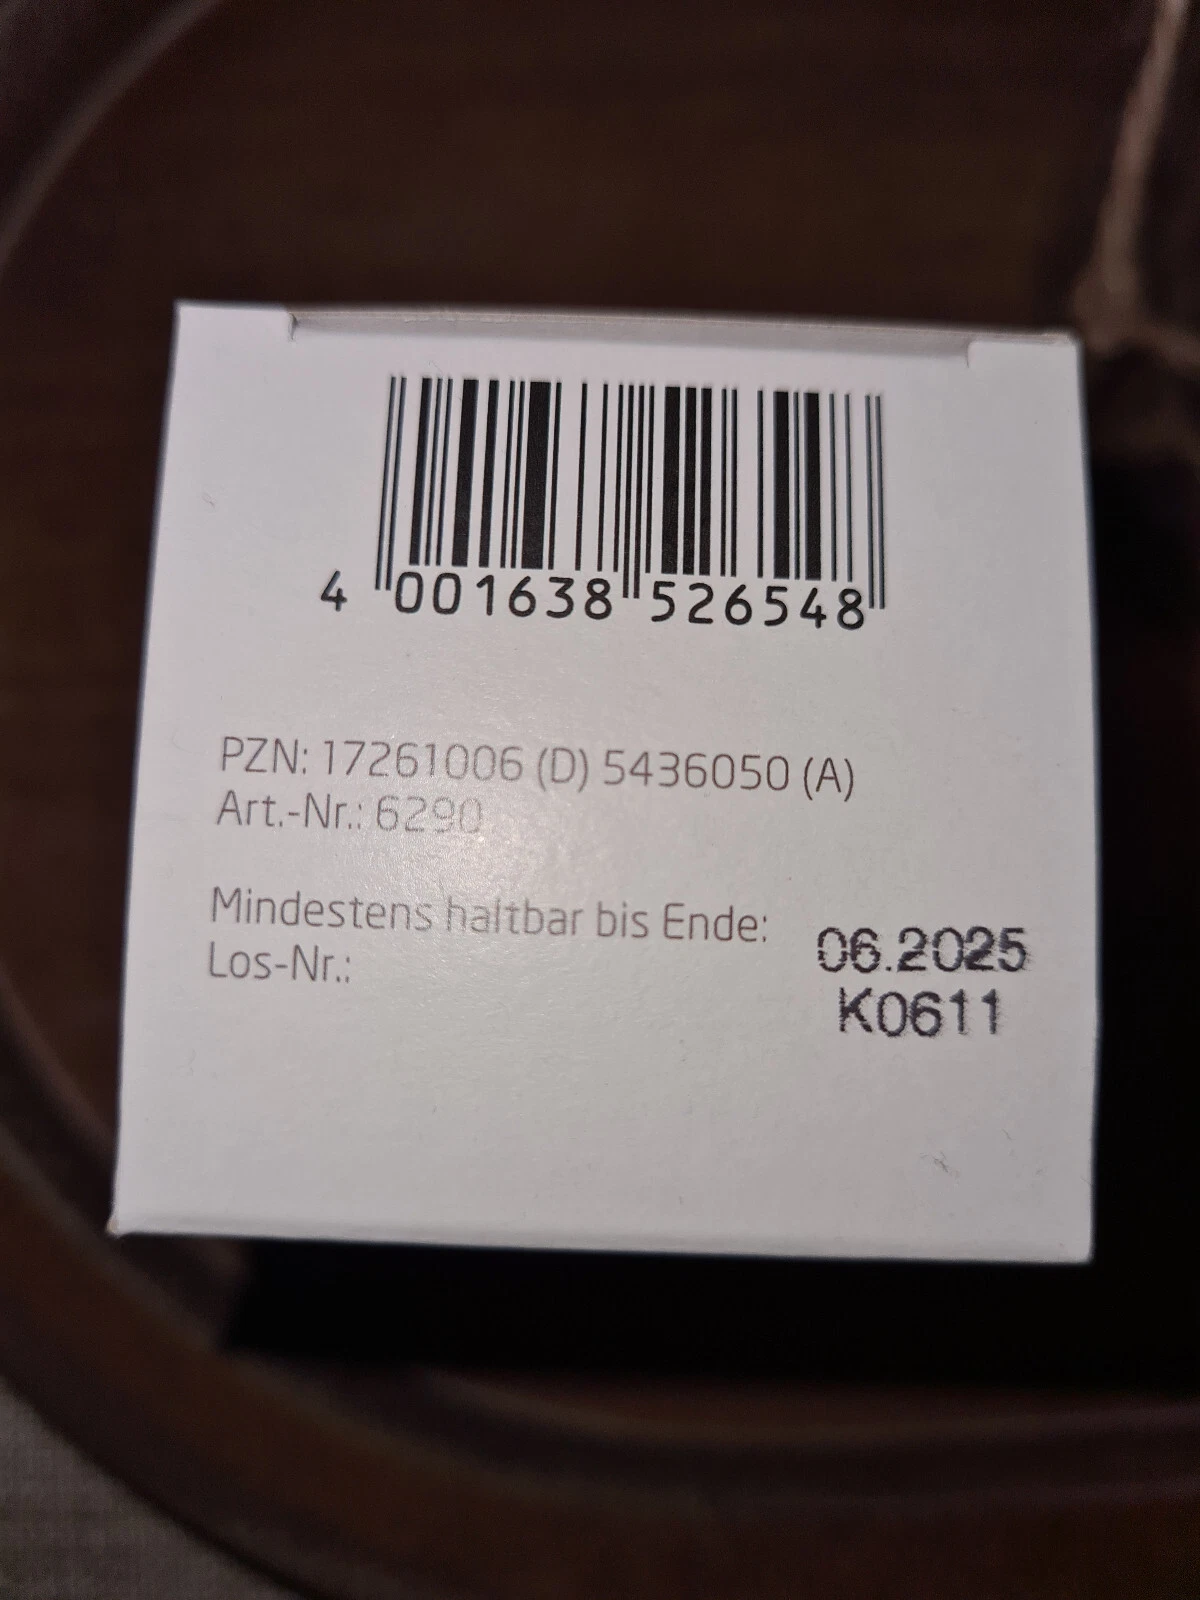 4 001638 526548
PZN: 17261006 (D) 5436050 (A)
Art.-Nr.: 6290
Mindestens haltbar bis Ende: 06.2025
Los-Nr.: K0611